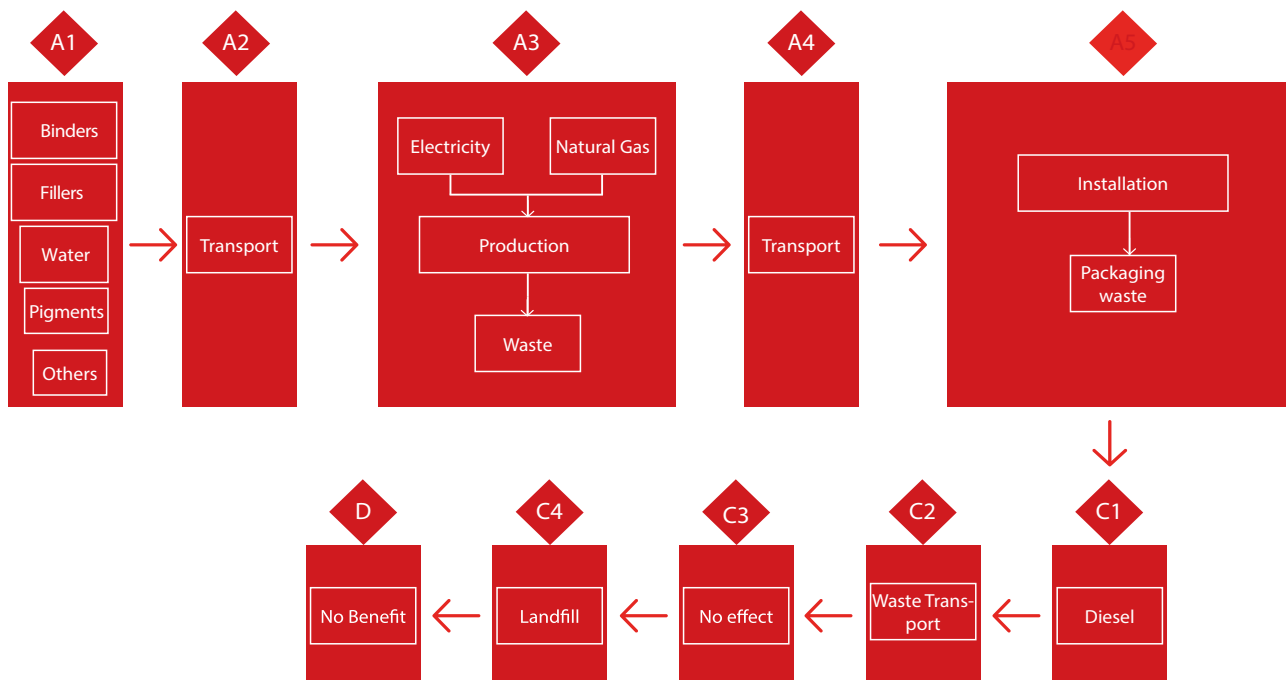 A1
A2
A3
A4
A5
Binders
Fillers
Water
Pigments
Others
Transport
Electricity
Natural Gas
Production
Waste
Transport
Installation
Packaging
waste
D
C4
C3
C2
C1
No Benefit
Landfill
No effect
Waste Trans-
port
Diesel